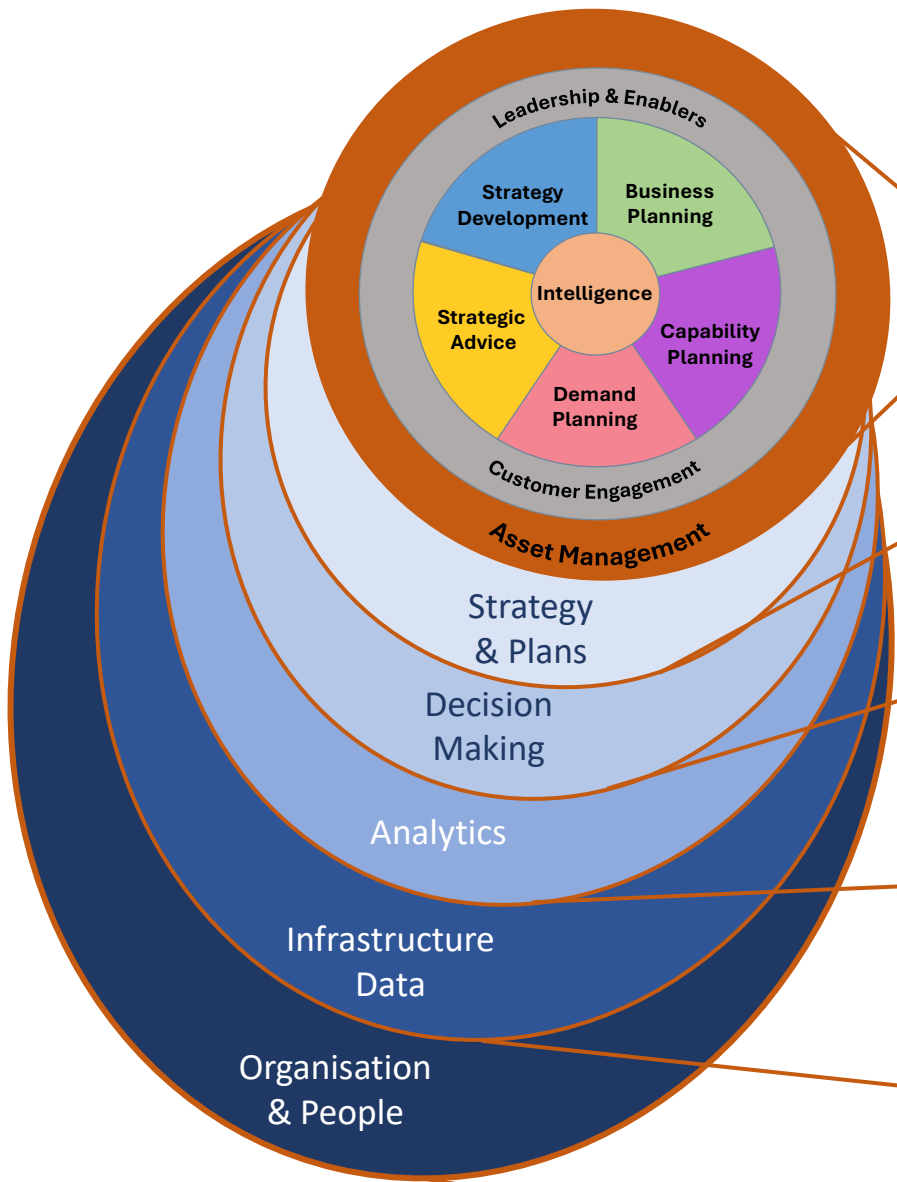 Leadership & Enablers
Strategy
Development
Business
Planning
Intelligence
Strategic
Advice
Capability
Planning
Demand
Planning
Customer Engagement
Asset Management
Strategy
& Plans
Decision
Making
Analytics
Infrastructure
Data
Organisation
& People